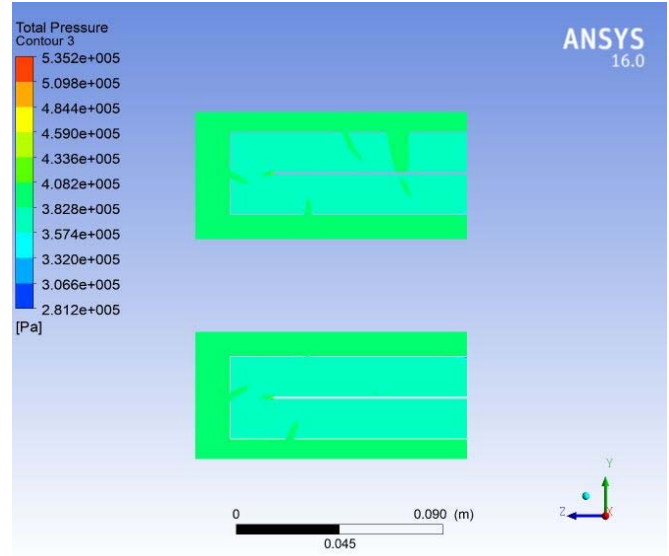 Total Pressure
Contour 3
5.352e+005
5.098e+005
4.844e+005
4.590e+005
4.336e+005
4.082e+005
3.828e+005
3.574e+005
3.320e+005
3.066e+005
2.812e+005
[Pa]
ANSYS
16.0
0
0.090 (m)
0.045
Y
Z
X